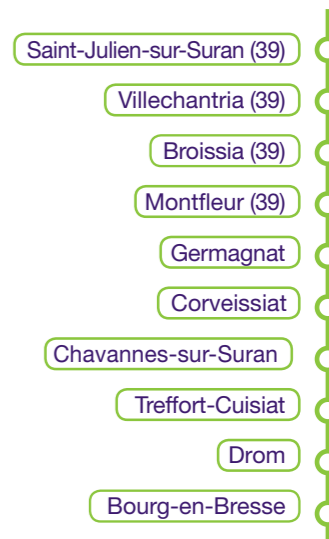 Saint-Julien-sur-Suran (39)
Villechantria (39)
Broissia (39)
Montfleur (39)
Germagnat
Corveissiat
Chavannes-sur-Suran
Treffort-Cuisiat
Drom
Bourg-en-Bresse